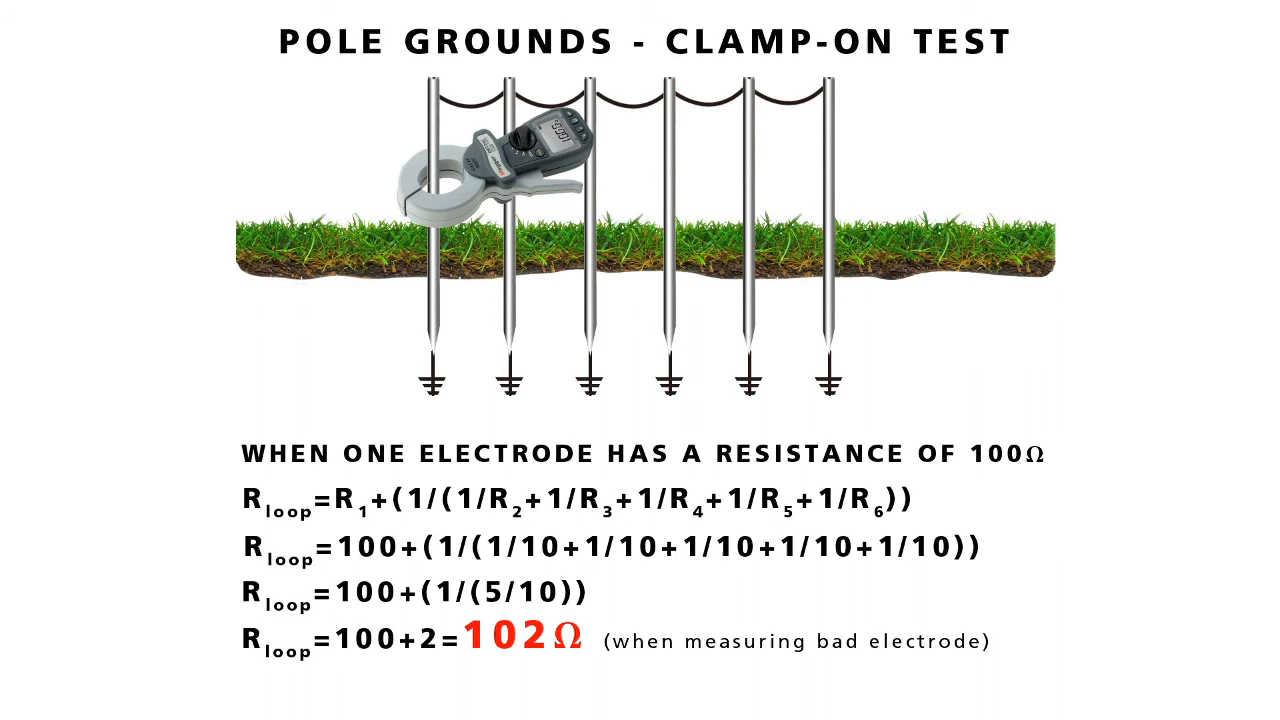 POLE GROUNDS - CLAMP-ON TEST
WHEN ONE ELECTRODE HAS A RESISTANCE OF 100Ω
Rloop=R1+(1/(1/R2+1/R3+1/R4+1/R5+1/R6))
Rloop=100+(1/(1/10+1/10+1/10+1/10+1/10))
Rloop=100+(1/(5/10))
Rloop=100+2=102Ω (when measuring bad electrode)